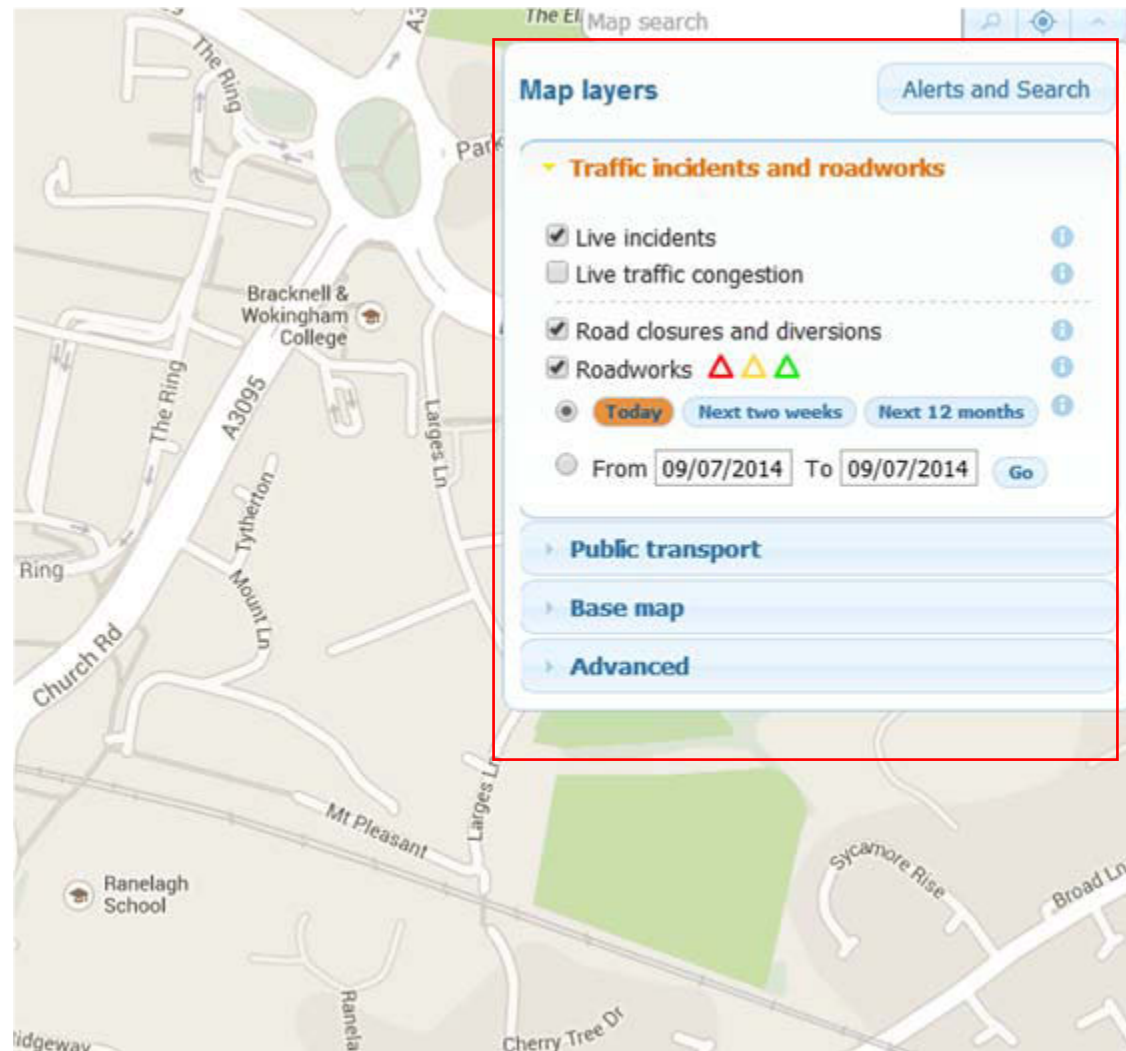 The El
Map search
A3
The Ring
Park
Map layers
Alerts and Search
Traffic incidents and roadworks
Live incidents
Live traffic congestion
Road closures and diversions
Roadworks
Today Next two weeks Next 12 months
From 09/07/2014 To 09/07/2014 Go
Public transport
Base map
Advanced
Bracknell &
Wokingham
College
The Ring
A3095
Larges Ln
Tytherton
Ring
Mount Ln
Church Rd
Larges Ln
Mt Pleasant
Sycamore Rise
Broad Ln
Ranelagh
School
Ranela
idgeway
Cherry Tree Dr